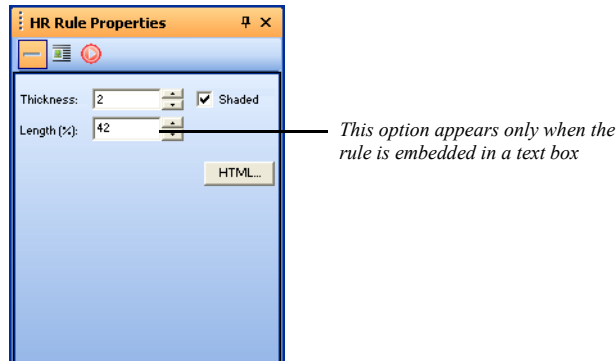 HR Rule Properties
Thickness: 2 Shaded
Length (%): 42
This option appears only when the
rule is embedded in a text box
HTML...